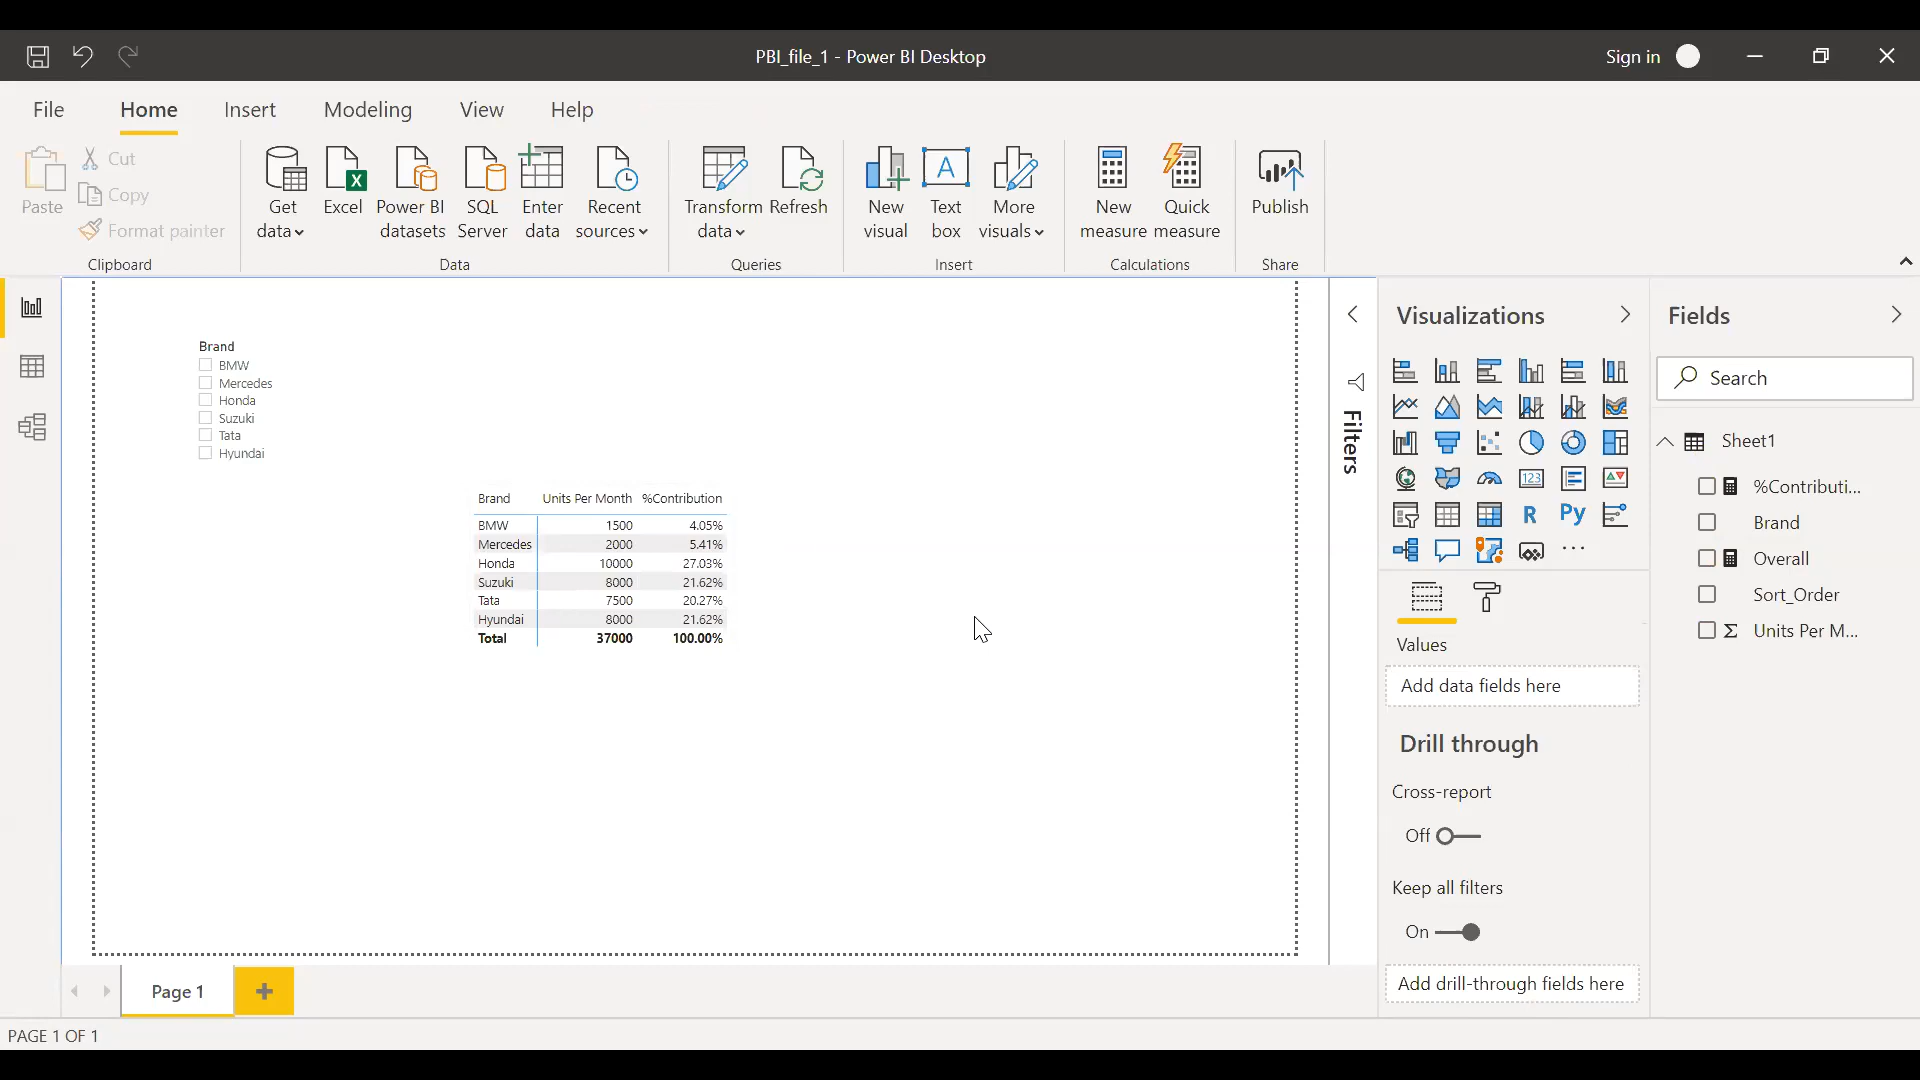 PBI_file_1 - Power BI Desktop
Sign in
File Home Insert Modeling View Help
Paste
Cut
Copy
Format painter
Clipboard
Get data
Excel
Power BI datasets
SQL Server
Enter data
Recent sources
Data
Transform data
Refresh
Queries
New visual
Text box
More visuals
Insert
New measure
Quick measure
Calculations
Publish
Share
Brand
BMW
Mercedes
Honda
Suzuki
Tata
Hyundai
Brand Units Per Month %Contribution
BMW 1500 4.05%
Mercedes 2000 5.41%
Honda 10000 27.03%
Suzuki 8000 21.62%
Tata 7500 20.27%
Hyundai 8000 21.62%
Total 37000 100.00%
Filters
Visualizations
123
R
Py
...
Values
Add data fields here
Drill through
Cross-report
Off
Keep all filters
On
Add drill-through fields here
Fields
Search
Sheet1
%Contributi...
Brand
Overall
Sort_Order
Σ Units Per M...
Page 1
PAGE 1 OF 1